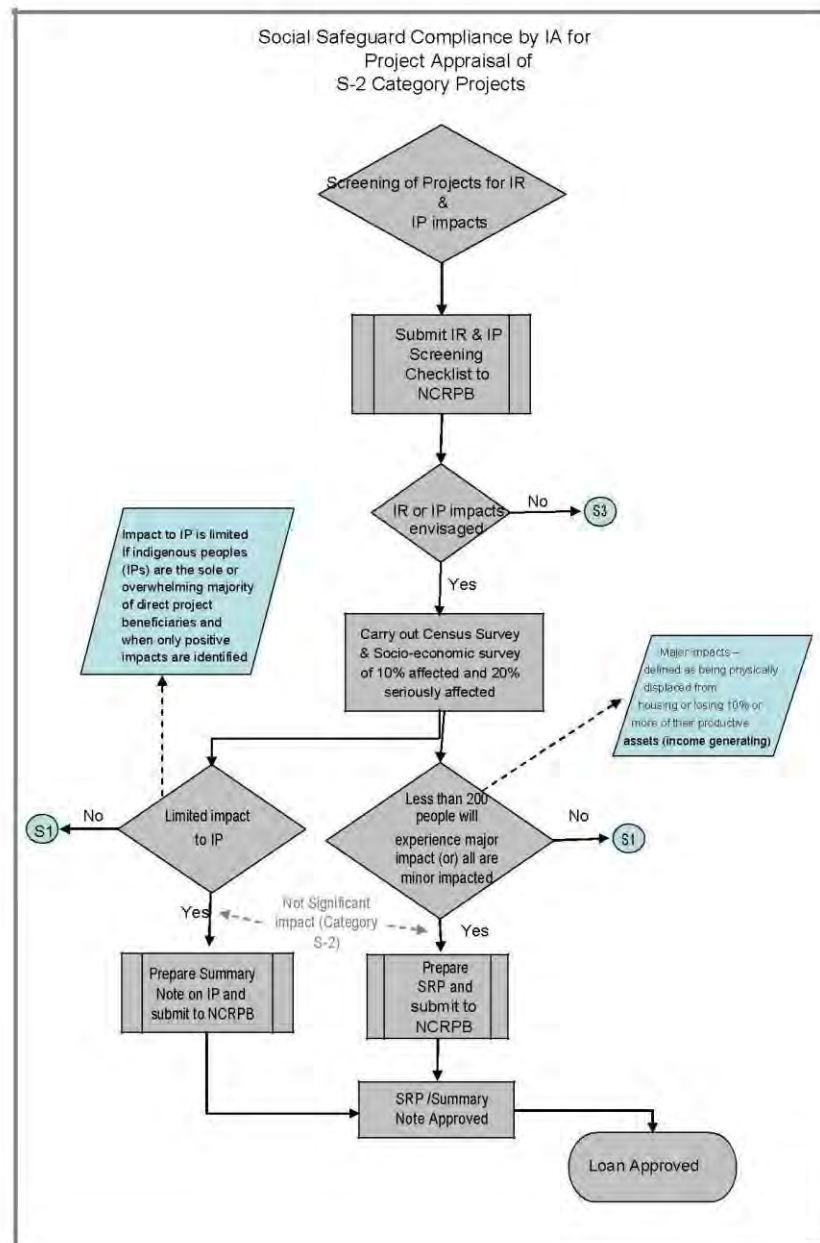 Social Safeguard Compliance by IA for
Project Appraisal of
S-2 Category Projects
Screening of Projects for IR
&
IP impacts
Submit IR & IP
Screening
Checklist to
NCRPB
IR or IP impacts
envisaged
No
S3
Yes
Impact to IP is limited
if indigenous peoples
(IPs) are the sole or
overwhelming majority
of direct project
beneficiaries and
when only positive
impacts are identified
Carry out Census Survey
& Socio-economic survey
of 10% affected and 20%
seriously affected
Major impacts –
defined as being physically
displaced from
housing or losing 10% or
more of their productive
assets (income generating)
Limited impact
to IP
No
S1
Less than 200
people will
experience major
impact (or) all are
minor impacted
No
S1
Yes
Not Significant
impact (Category
S-2)
Yes
Prepare Summary
Note on IP and
submit to NCRPB
Prepare
SRP and
submit to
NCRPB
SRP /Summary
Note Approved
Loan Approved